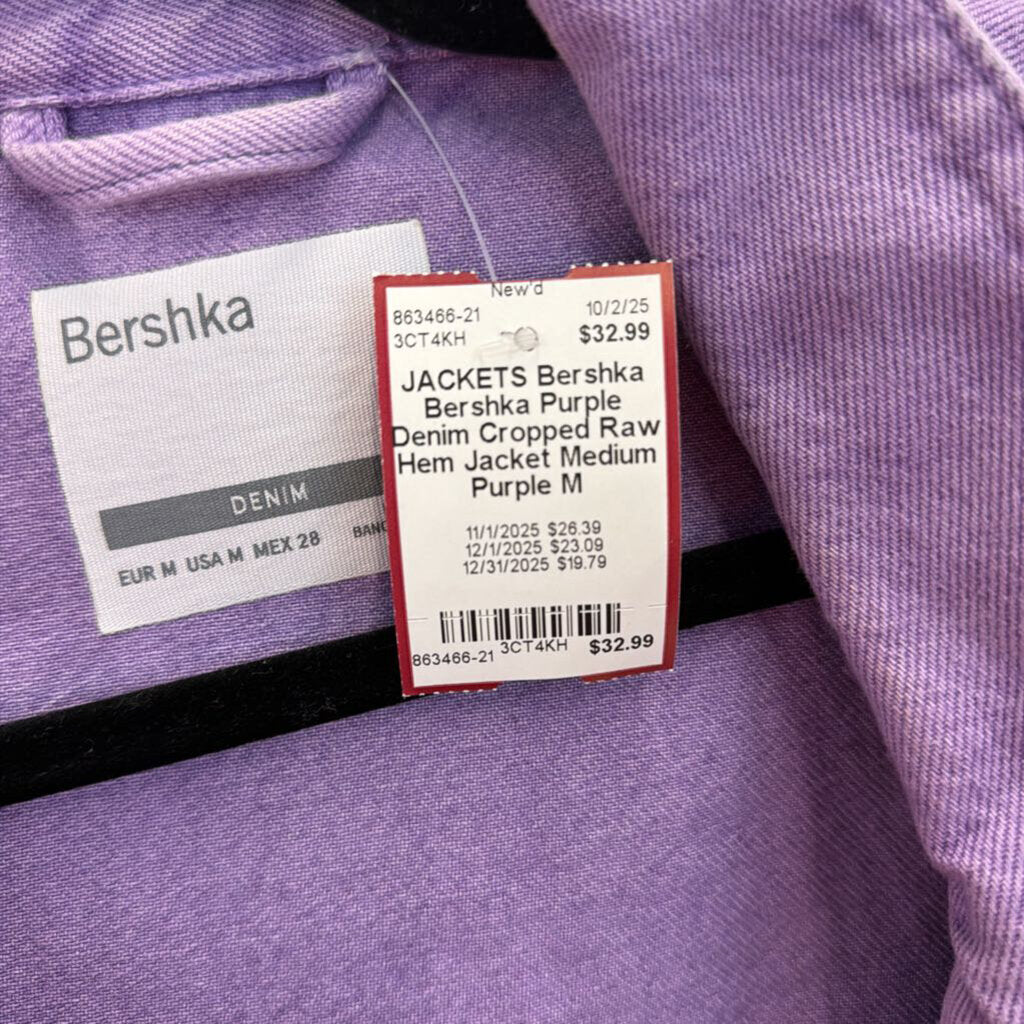 Bershka
DENIM
EUR M USA M MEX 28
New'd
863466-21 10/2/25
3CT4KH $32.99
JACKETS Bershka
Bershka Purple
Denim Cropped Raw
Hem Jacket Medium
Purple M
11/1/2025 $26.39
12/1/2025 $23.09
12/31/2025 $19.79
863466-21 3CT4KH $32.99